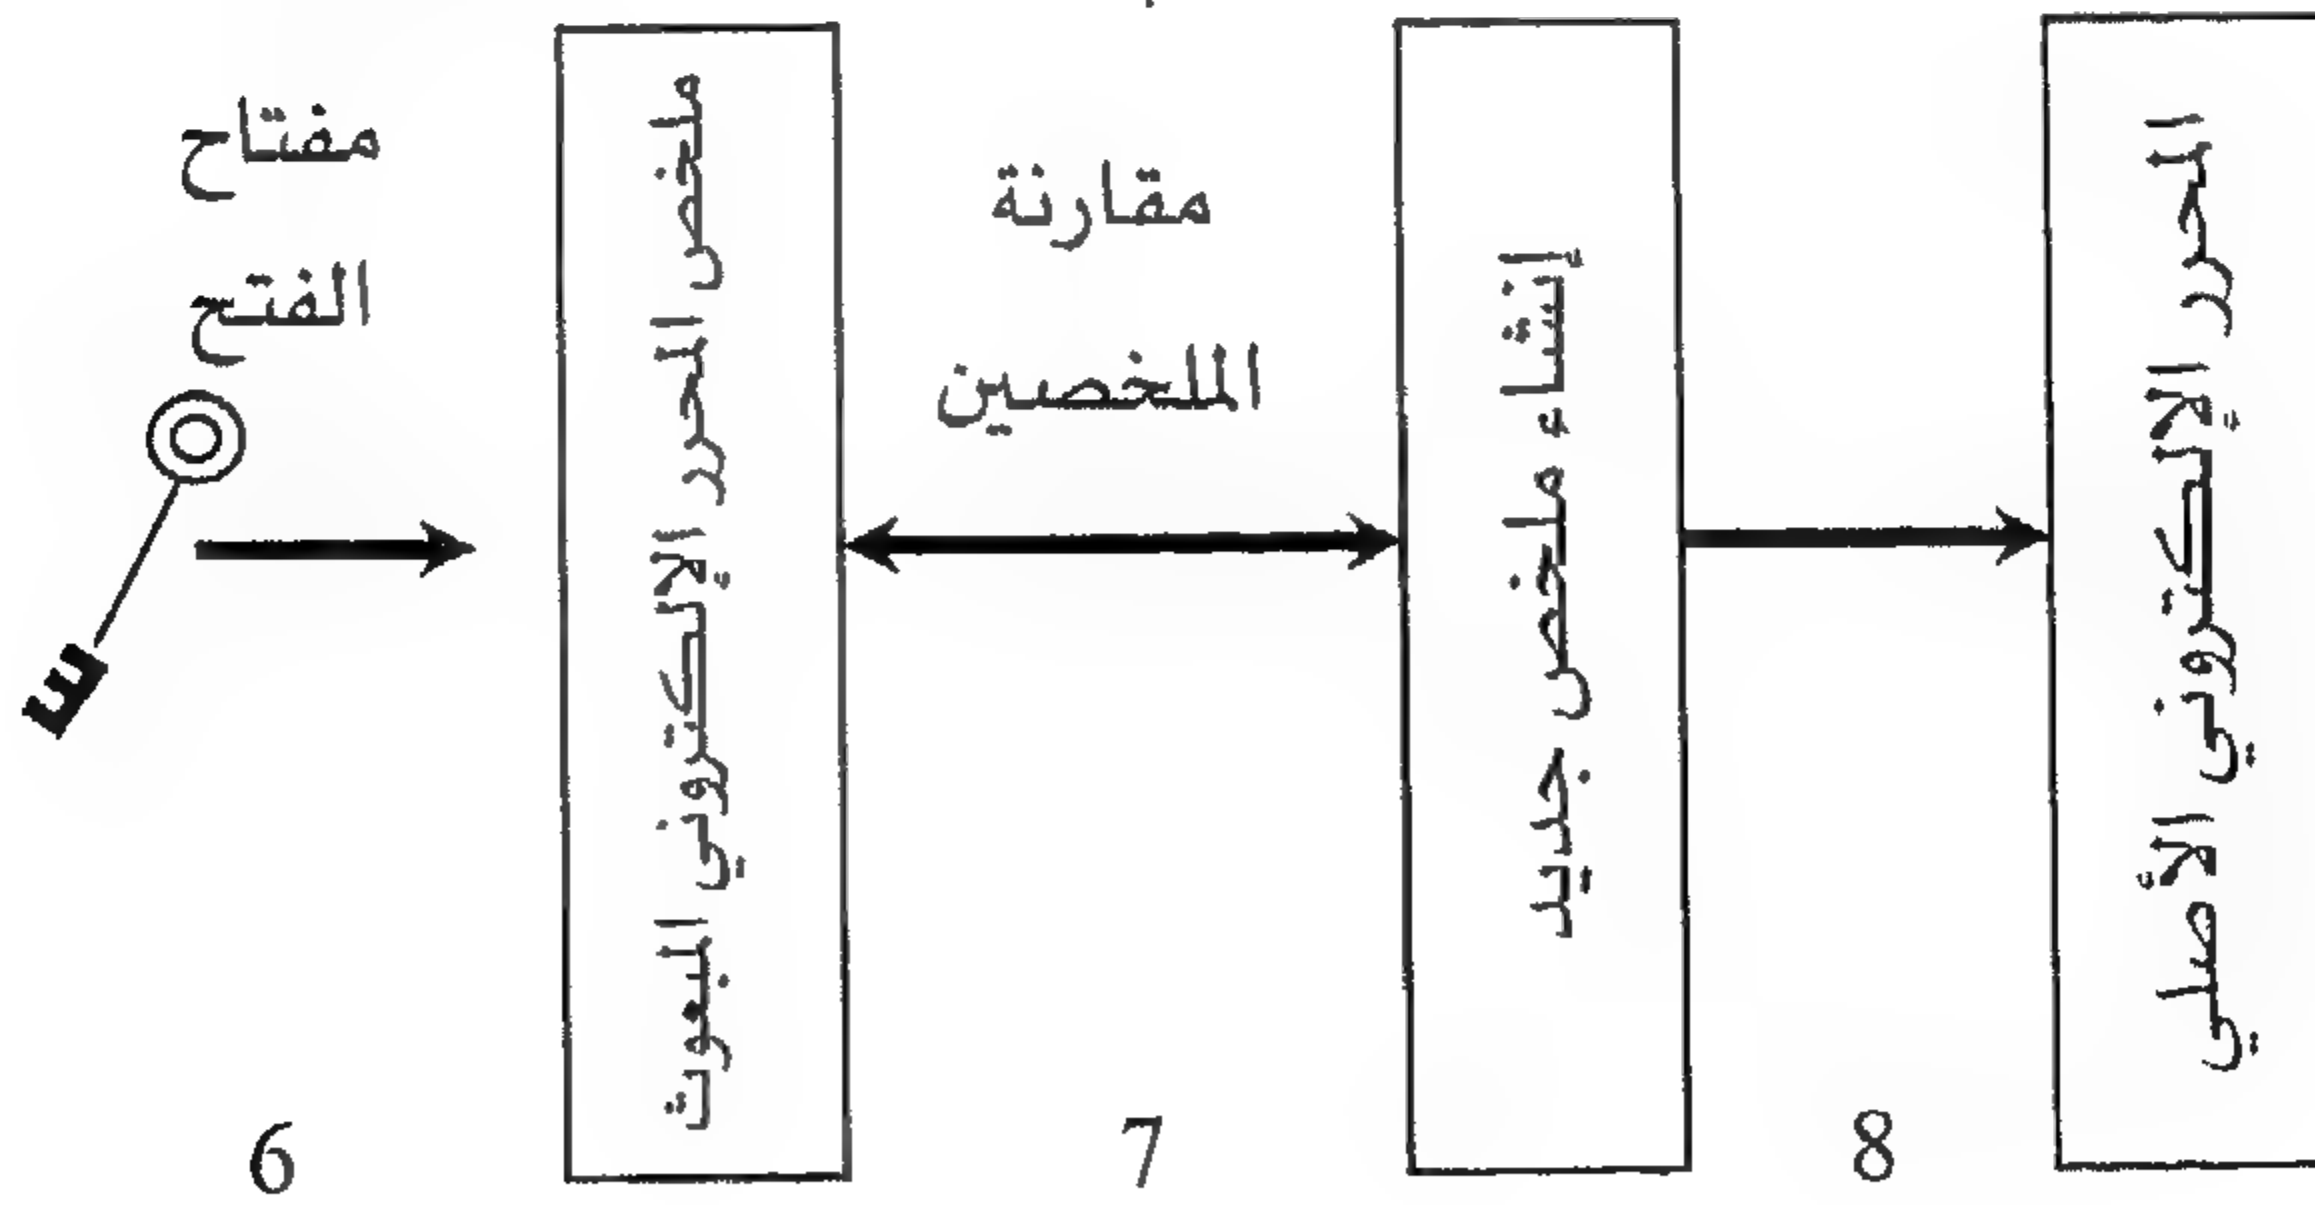 مفتاح
الفتح
ملخص المحرر الإلكتروني المبعوث
مقارنة
الملخصين
إنشاء ملخص جديد
المحرر الإلكتروني الأصلي
6
7
8